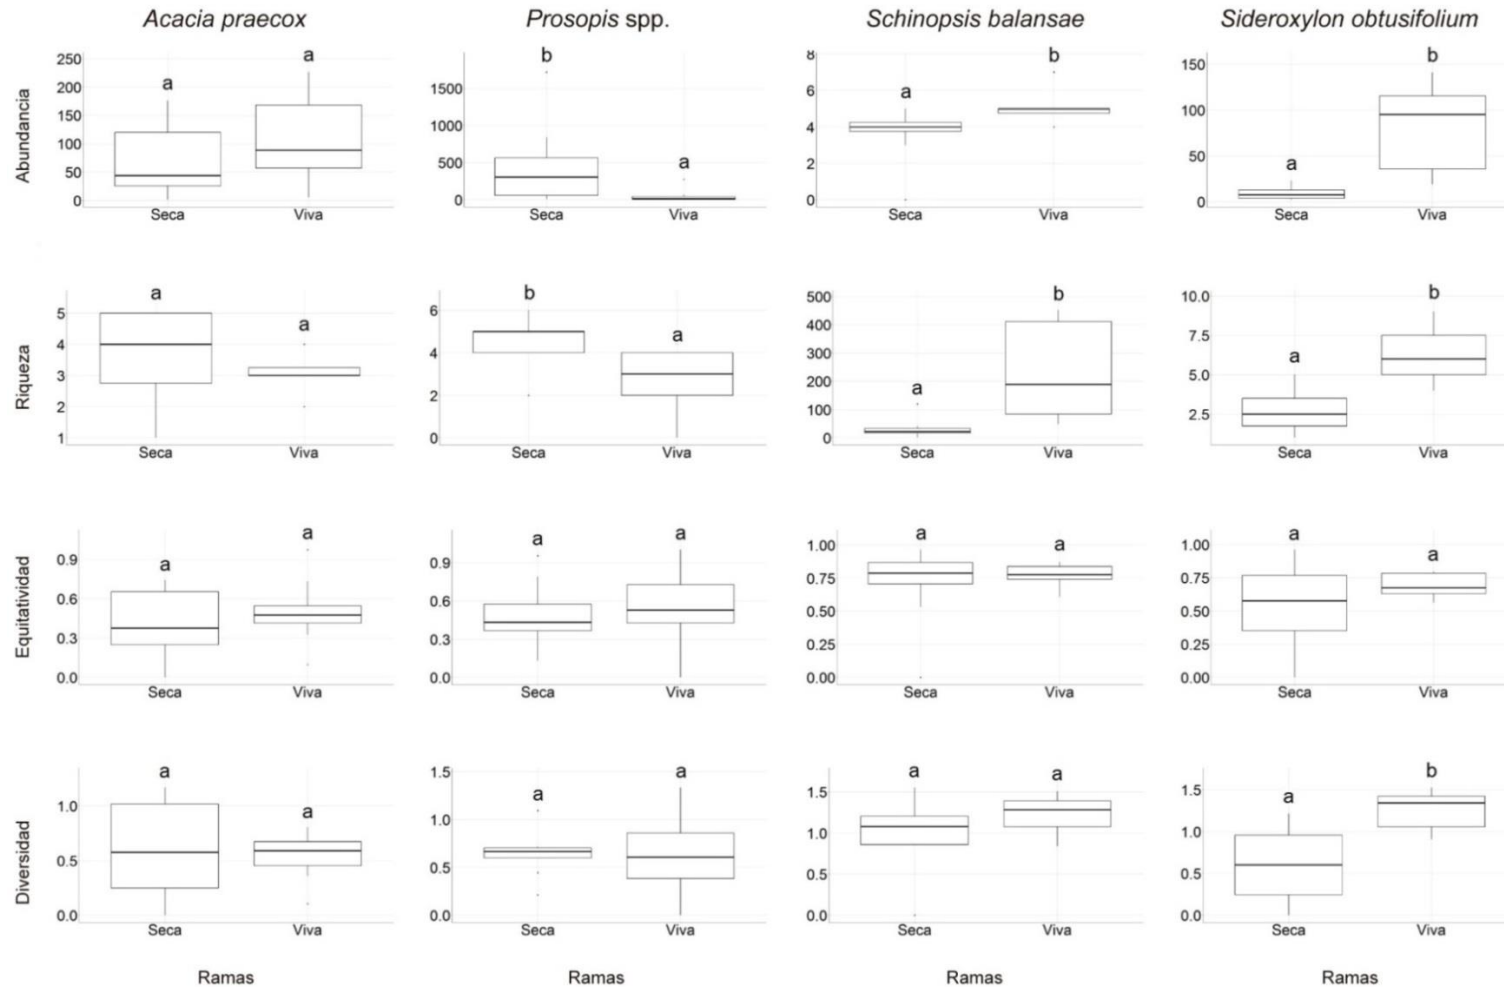 Acacia praecox Prosopis spp. Schinopsis balansae Sideroxylon obtusifolium
Abundancia
250
200
150
100
50
0
a a
Seca Viva
1500
1000
500
0
b a
Seca Viva
8
6
4
2
0
a b
Seca Viva
150
100
50
0
a b
Seca Viva
Riqueza
5
4
3
2
1
a a
Seca Viva
6
4
2
0
b a
Seca Viva
500
400
300
200
100
0
a b
Seca Viva
10.0
7.5
5.0
2.5
a b
Seca Viva
Equitatividad
0.9
0.6
0.3
0.0
a a
Seca Viva
0.9
0.6
0.3
0.0
a a
Seca Viva
1.00
0.75
0.50
0.25
0.00
a a
Seca Viva
1.00
0.75
0.50
0.25
0.00
a a
Seca Viva
Diversidad
1.0
0.5
0.0
a a
Seca Viva
1.5
1.0
0.5
0.0
a a
Seca Viva
1.5
1.0
0.5
0.0
a a
Seca Viva
1.5
1.0
0.5
0.0
a b
Seca Viva
Ramas Ramas Ramas Ramas